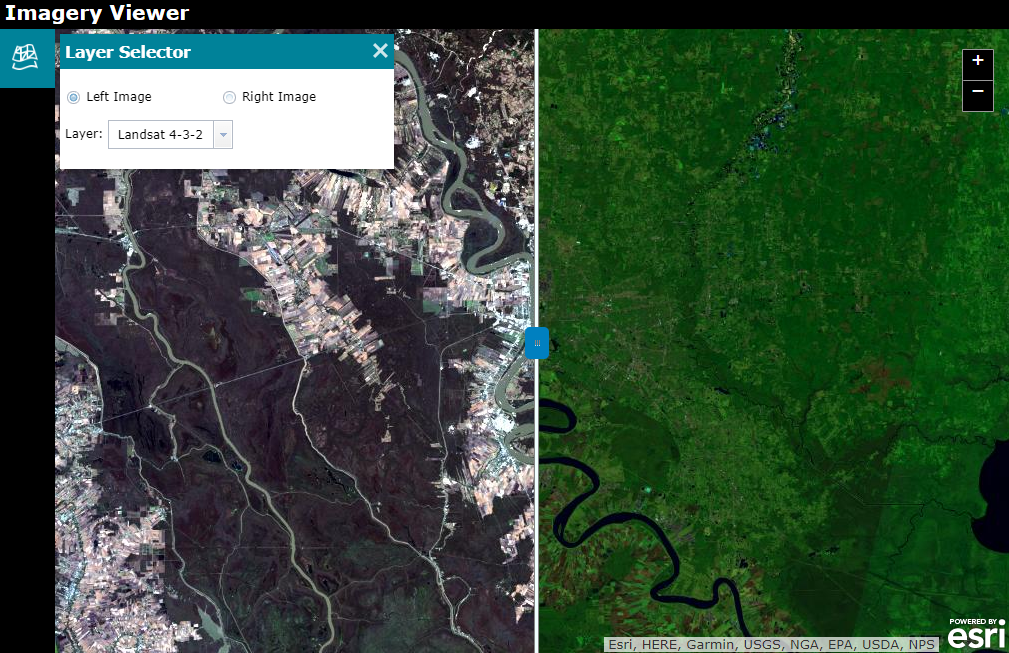 Imagery Viewer
Layer Selector
Left Image Right Image
Layer: Landsat 4-3-2
+
−
POWERED BY
esri
Esri, HERE, Garmin, USGS, NGA, EPA, USDA, NPS